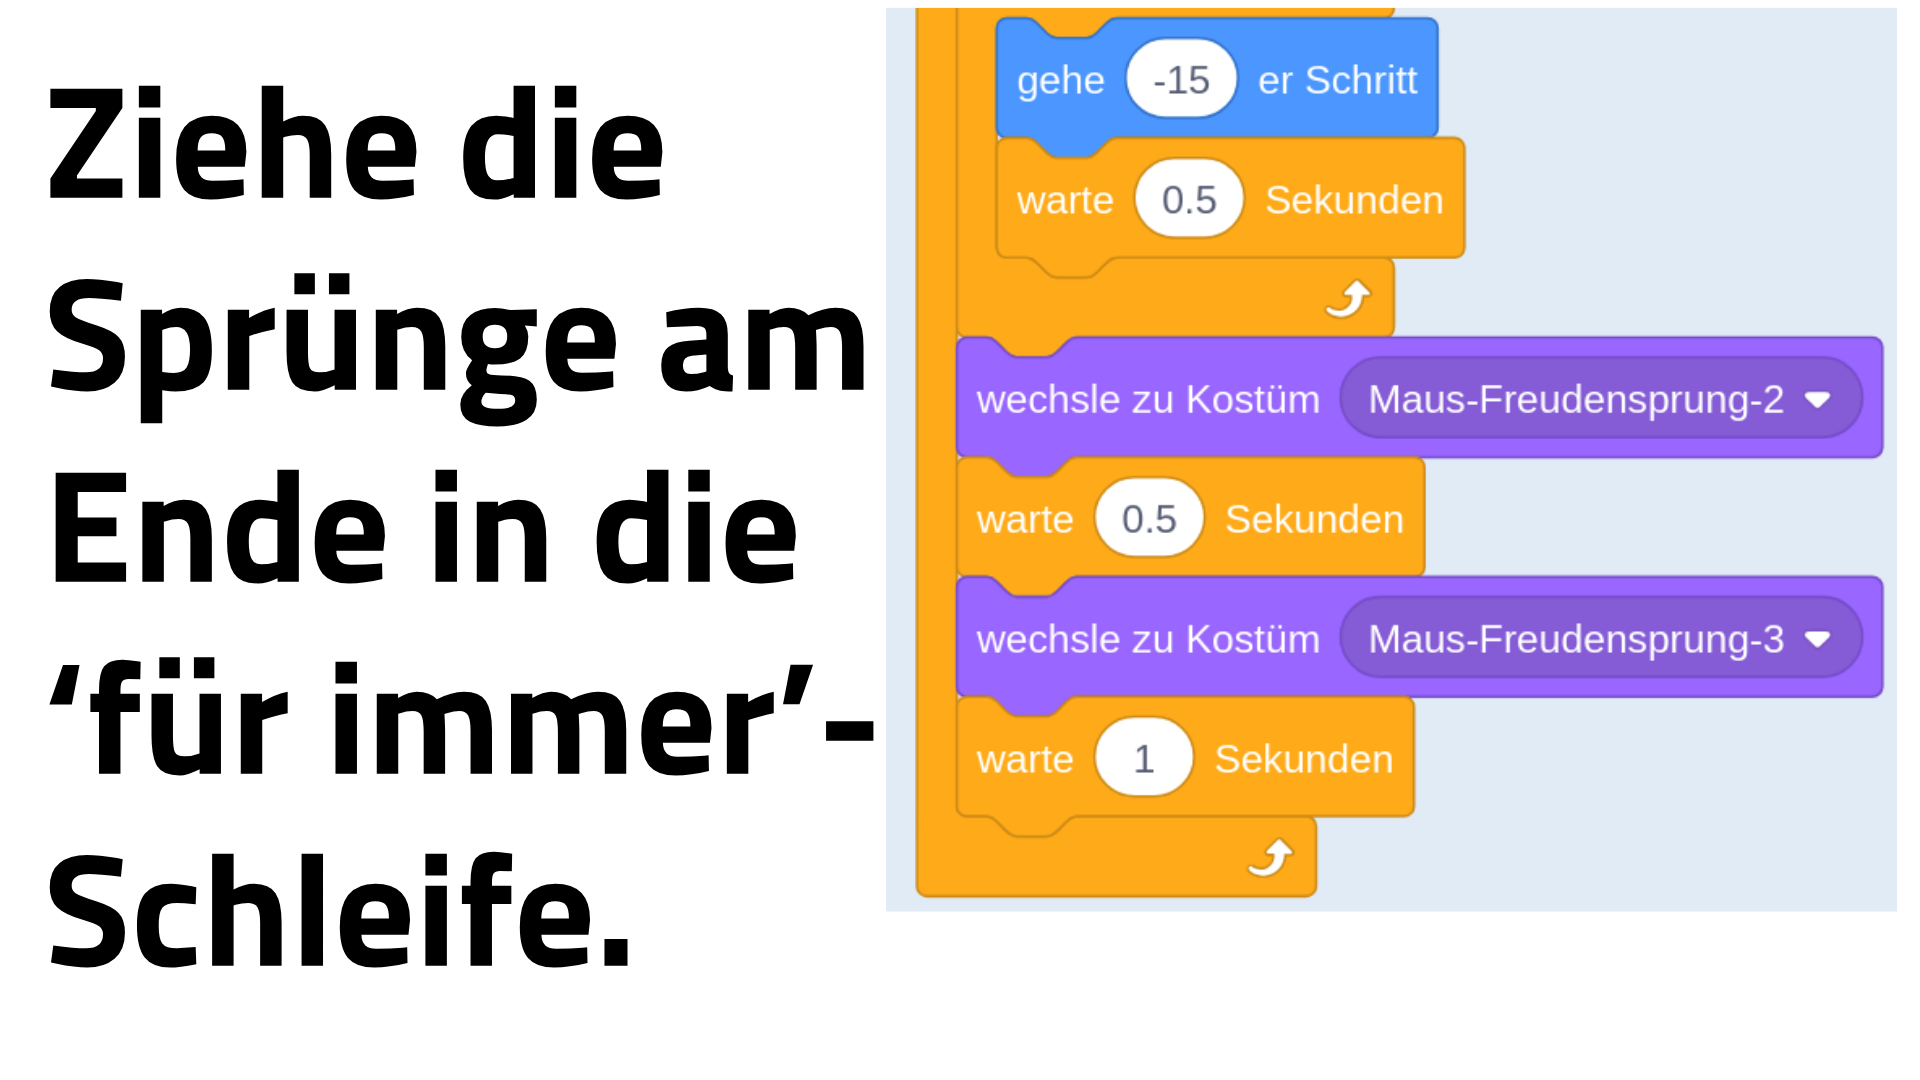 Ziehe die
Sprünge am
Ende in die
‘für immer’-
Schleife.
gehe -15 er Schritt
warte 0.5 Sekunden
wechsle zu Kostüm Maus-Freudensprung-2
warte 0.5 Sekunden
wechsle zu Kostüm Maus-Freudensprung-3
warte 1 Sekunden